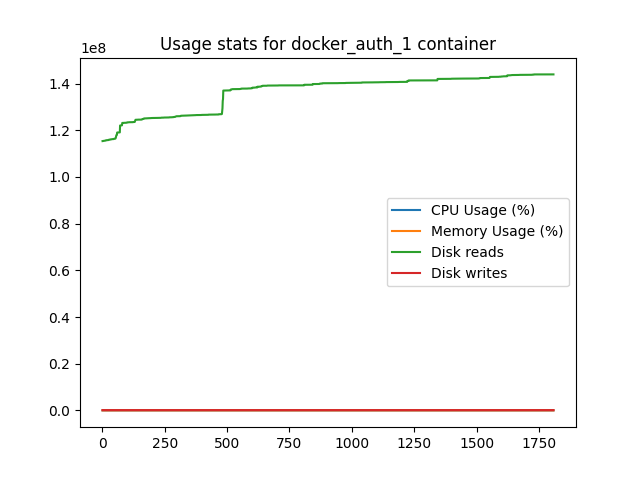 Usage stats for docker_auth_1 container
1e8
1.4
1.2
1.0
0.8
0.6
0.4
0.2
0.0
CPU Usage (%)
Memory Usage (%)
Disk reads
Disk writes
0 250 500 750 1000 1250 1500 1750